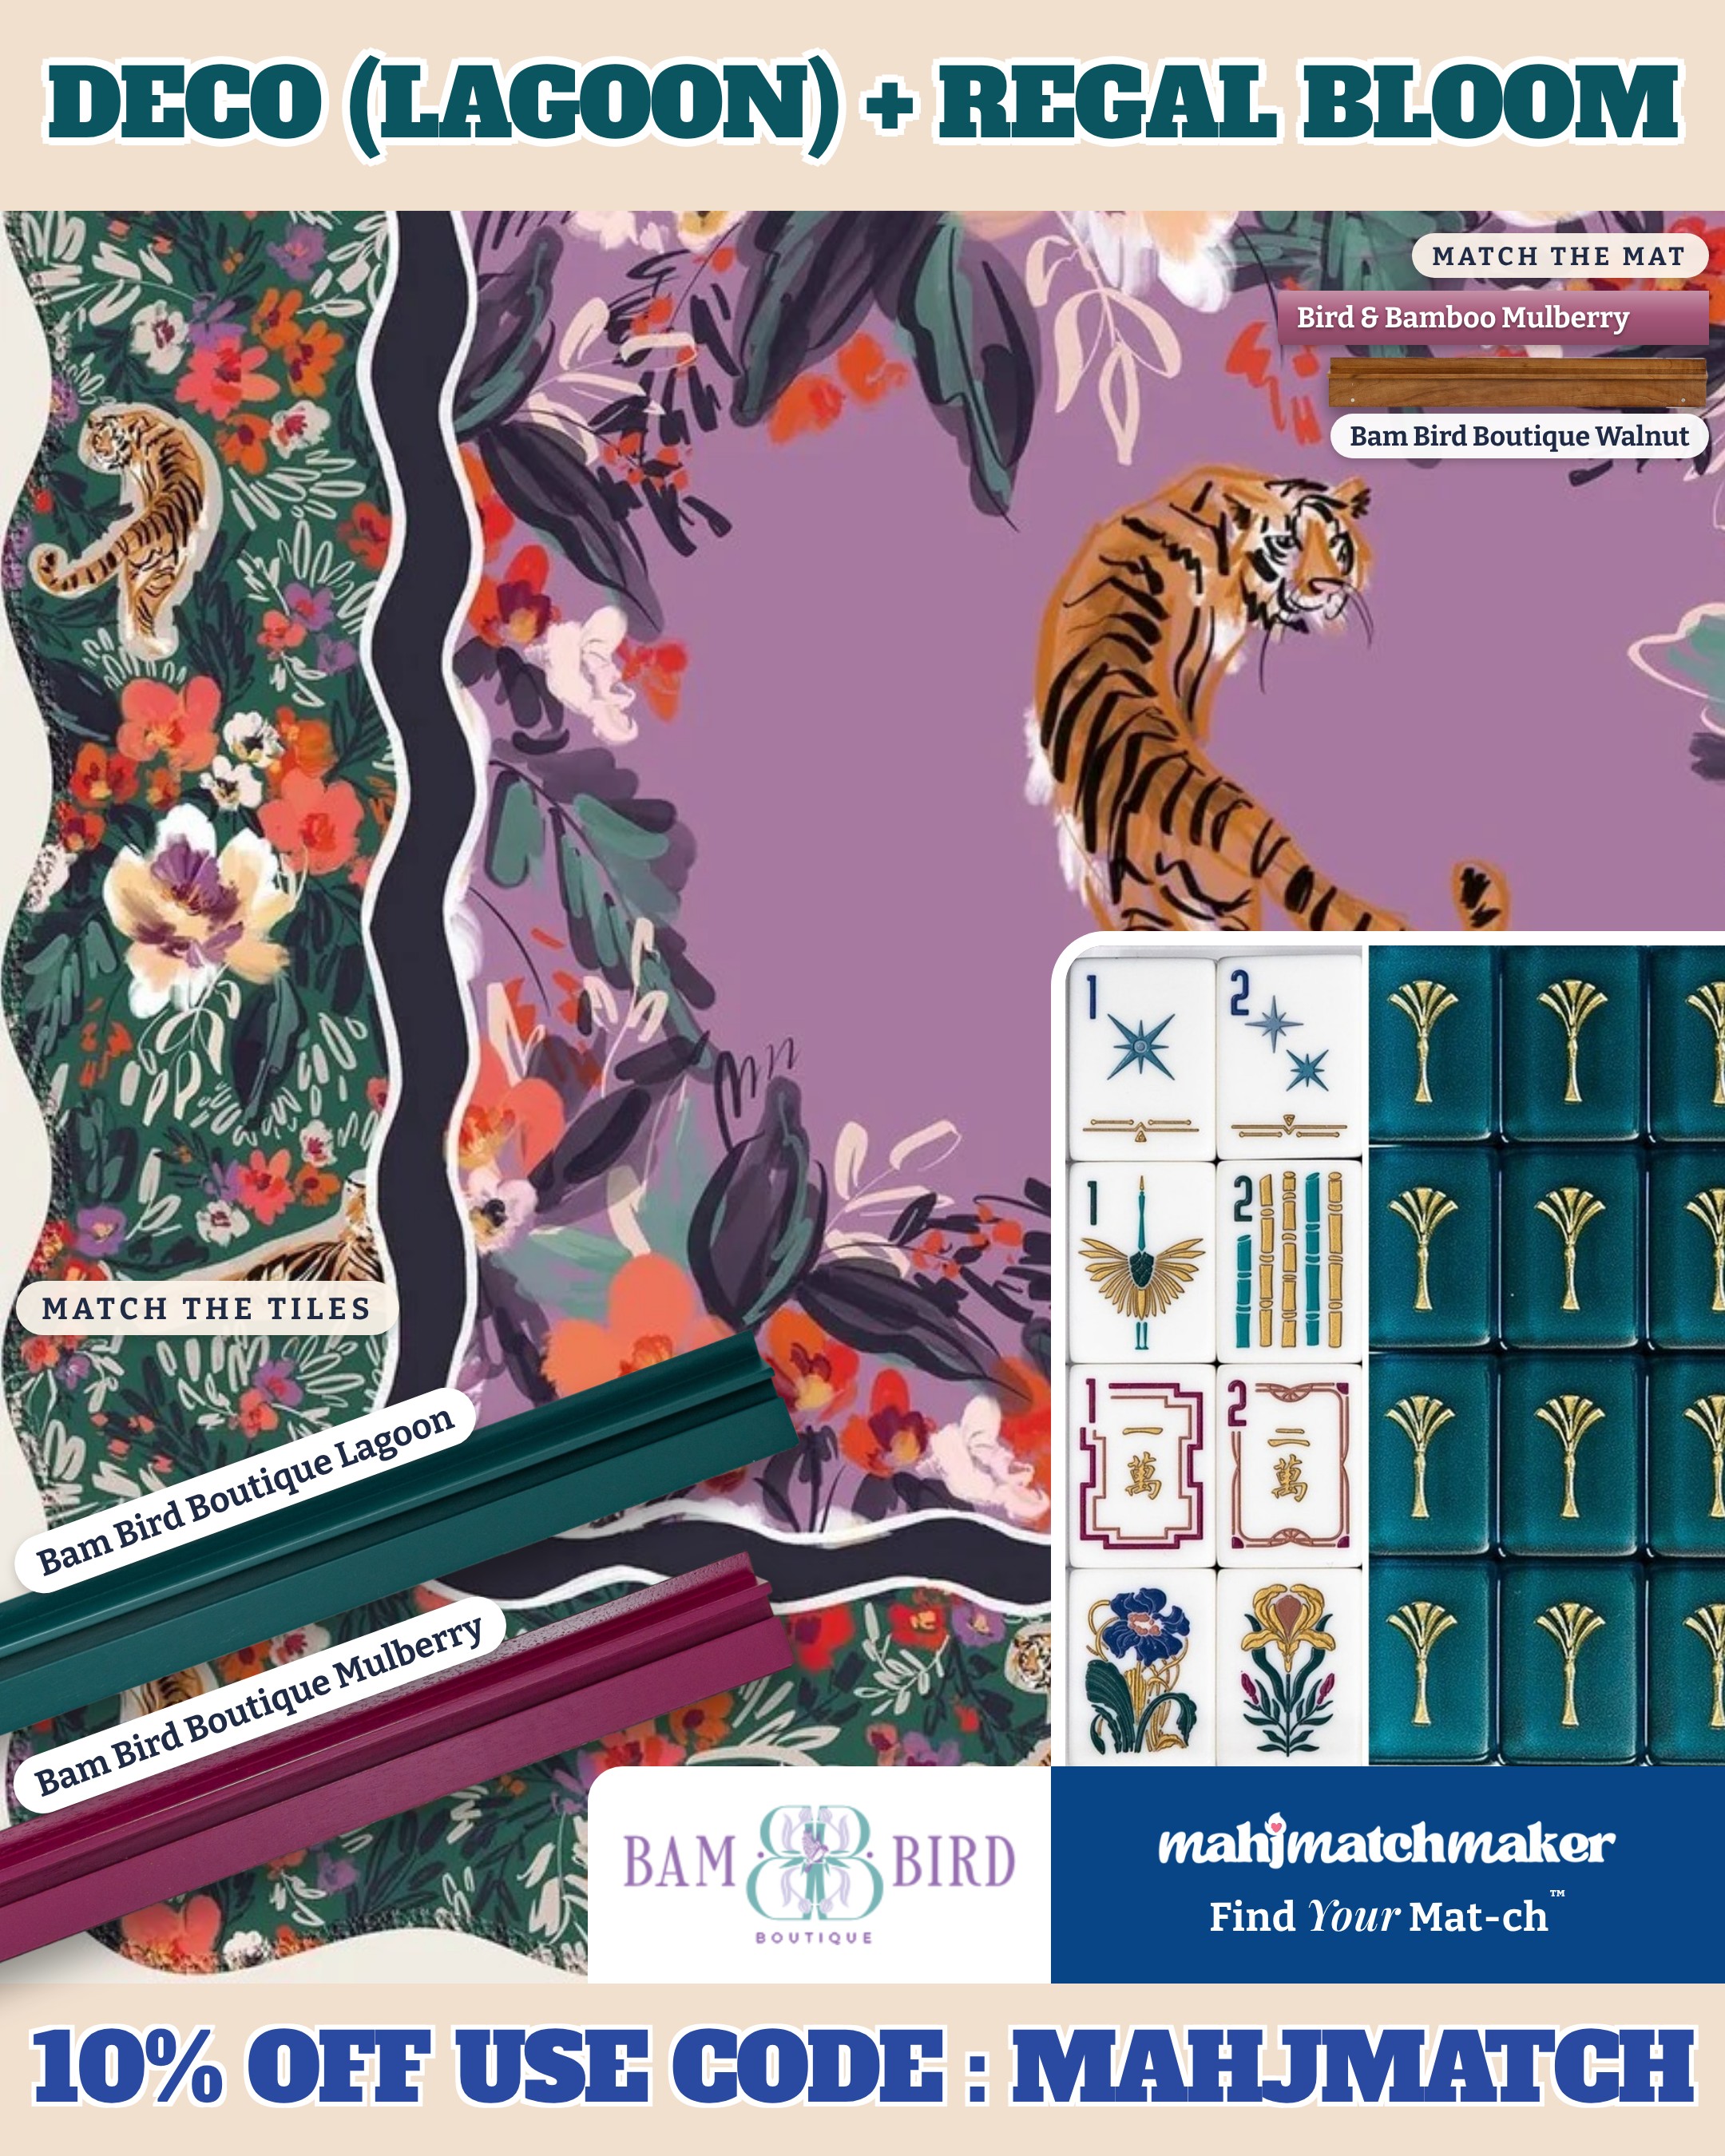 DECO (LAGOON) + REGAL BLOOM
MATCH THE MAT
Bird & Bamboo Mulberry
Bam Bird Boutique Walnut
1
2
1
2
1
2
一
二
萬
萬
MATCH THE TILES
Bam Bird Boutique Lagoon
Bam Bird Boutique Mulberry
BAM BIRD
BOUTIQUE
mahjmatchmaker
Find Your Mat-ch™
10% OFF USE CODE : MAHJMATCH